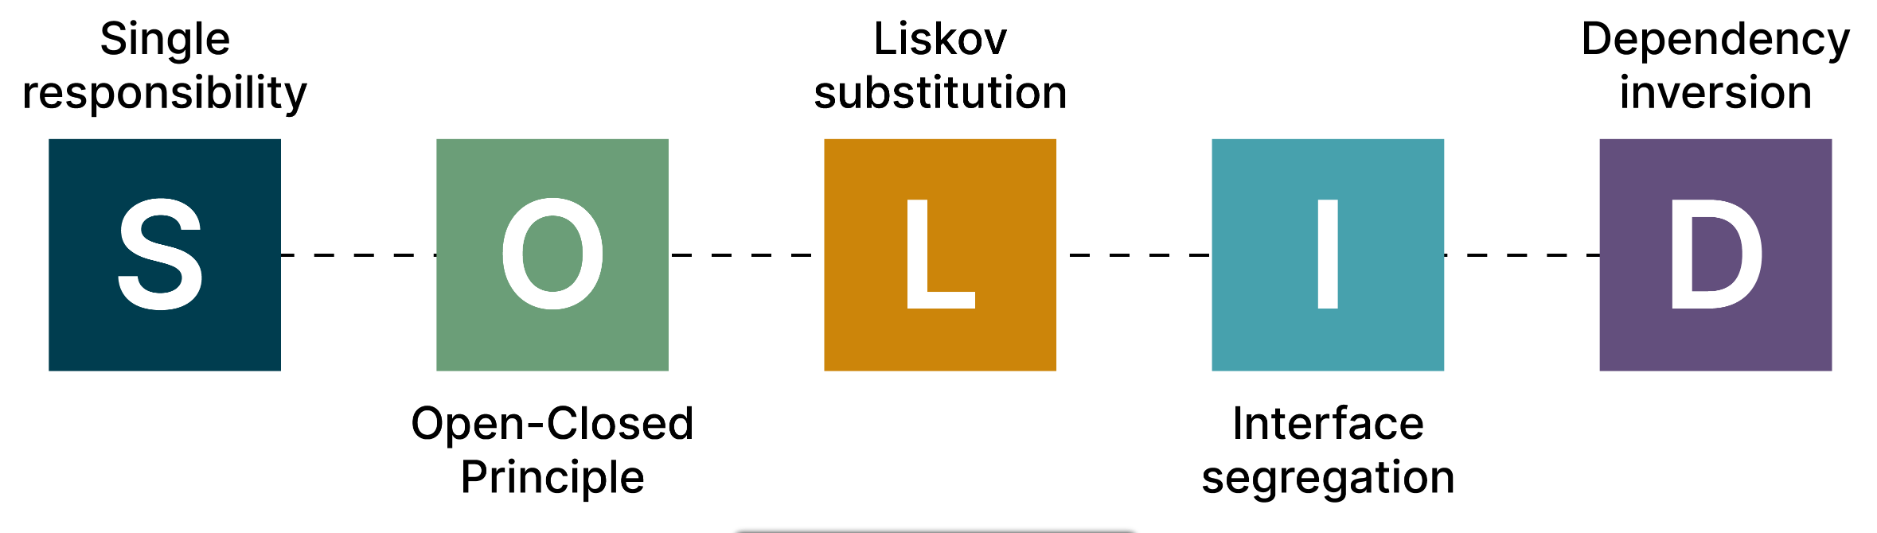 Single
responsibility
Liskov
substitution
Dependency
inversion
S
O
L
I
D
Open-Closed
Principle
Interface
segregation